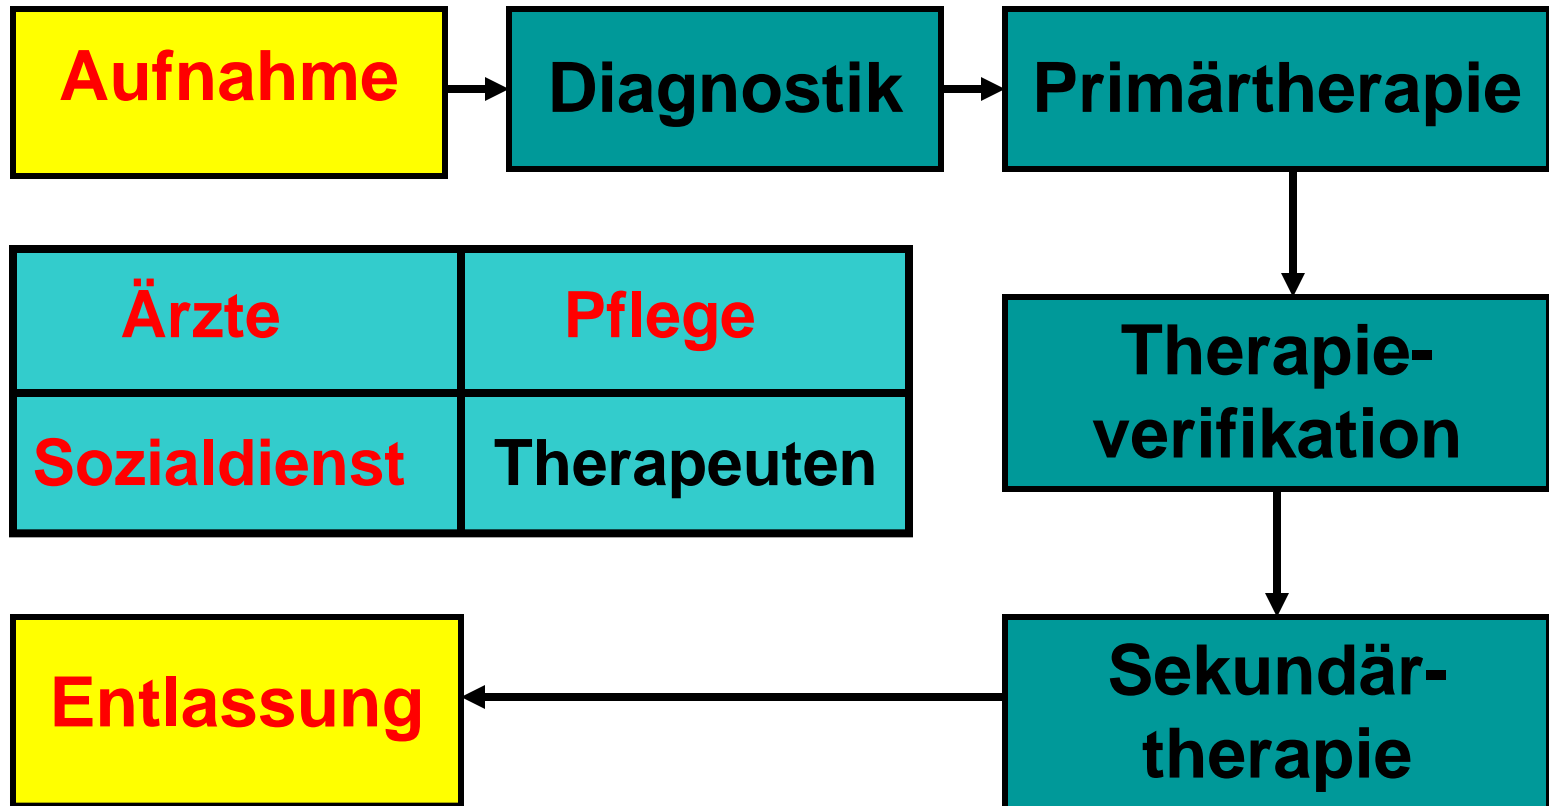 Aufnahme
Diagnostik
Primärtherapie
Ärzte
Pflege
Sozialdienst
Therapeuten
Therapie-
verifikation
Sekundär-
therapie
Entlassung